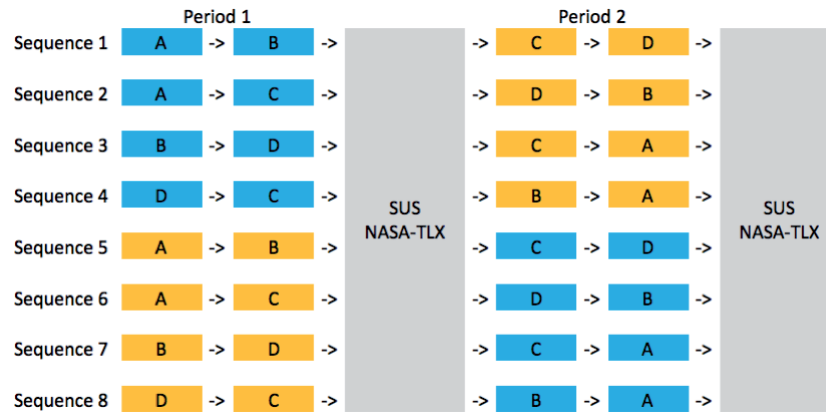 Period 1 Period 2
Sequence 1 A -> B -> -> C -> D ->
Sequence 2 A -> C -> -> D -> B ->
Sequence 3 B -> D -> -> C -> A ->
Sequence 4 D -> C -> -> B -> A ->
SUS SUS
NASA-TLX NASA-TLX
Sequence 5 A -> B -> -> C -> D ->
Sequence 6 A -> C -> -> D -> B ->
Sequence 7 B -> D -> -> C -> A ->
Sequence 8 D -> C -> -> B -> A ->